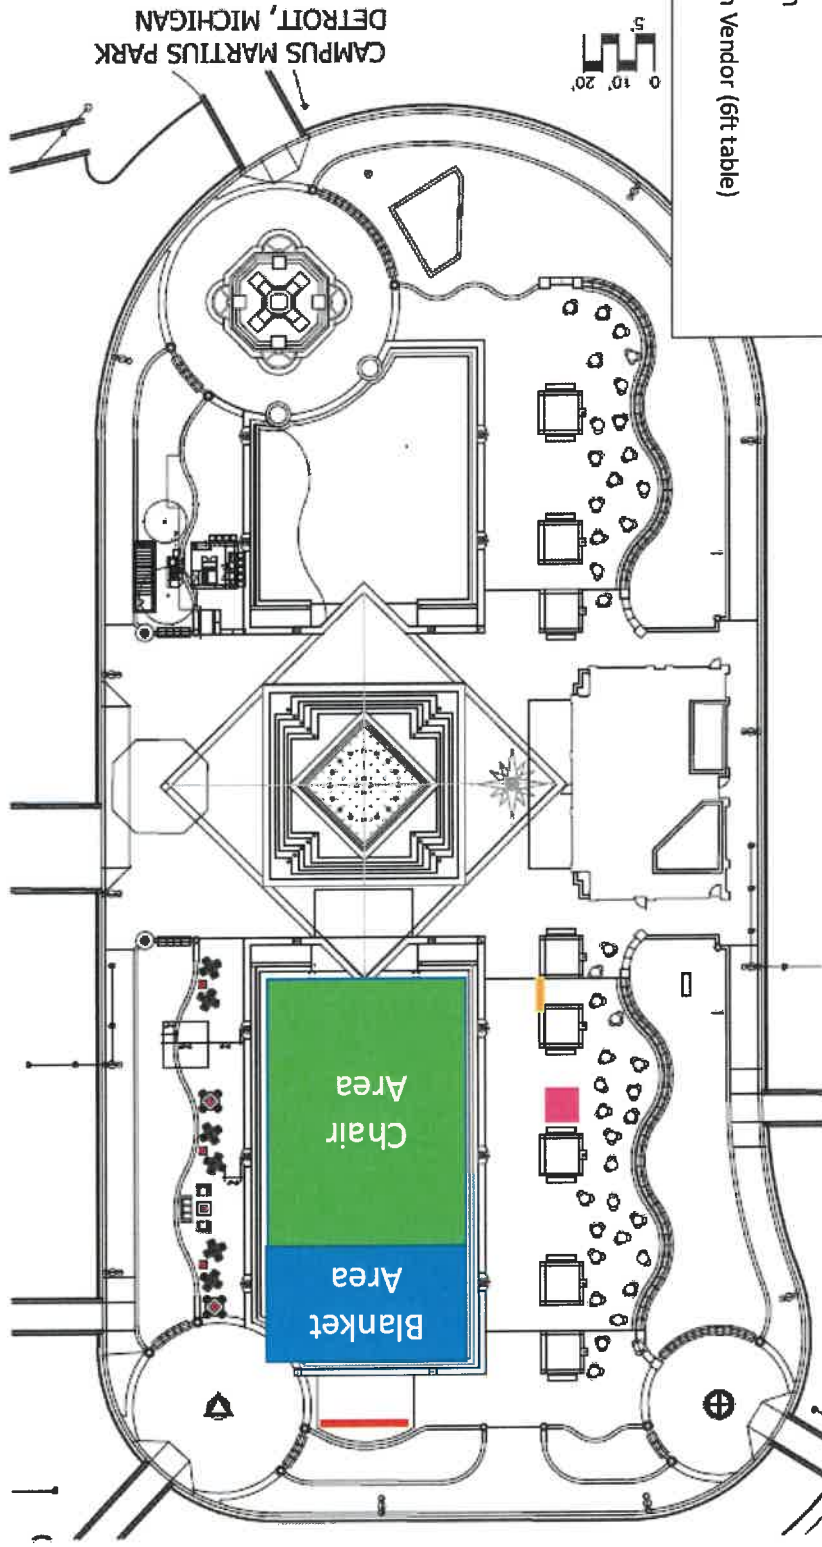 CAMPUS MARTIUS PARK
DETROIT, MICHIGAN
0 10' 20'
5'
Vendor (6ft table)
Blanket
Area
Chair
Area